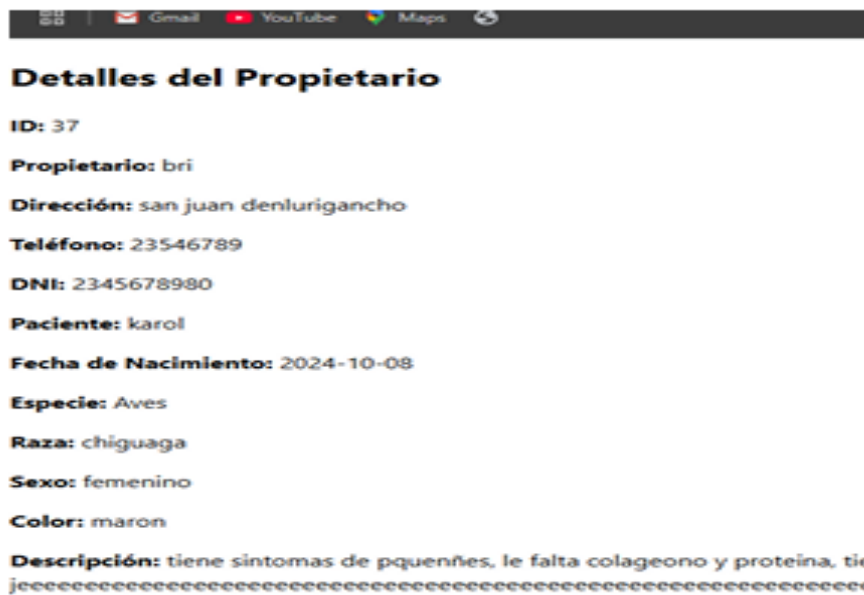 Gmail YouTube Maps
Detalles del Propietario
ID: 37
Propietario: bri
Dirección: san juan denlurigancho
Teléfono: 23546789
DNI: 2345678980
Paciente: karol
Fecha de Nacimiento: 2024-10-08
Especie: Aves
Raza: chiguaga
Sexo: femenino
Color: maron
Descripción: tiene sintomas de pquenñes, le falta colageono y proteina,